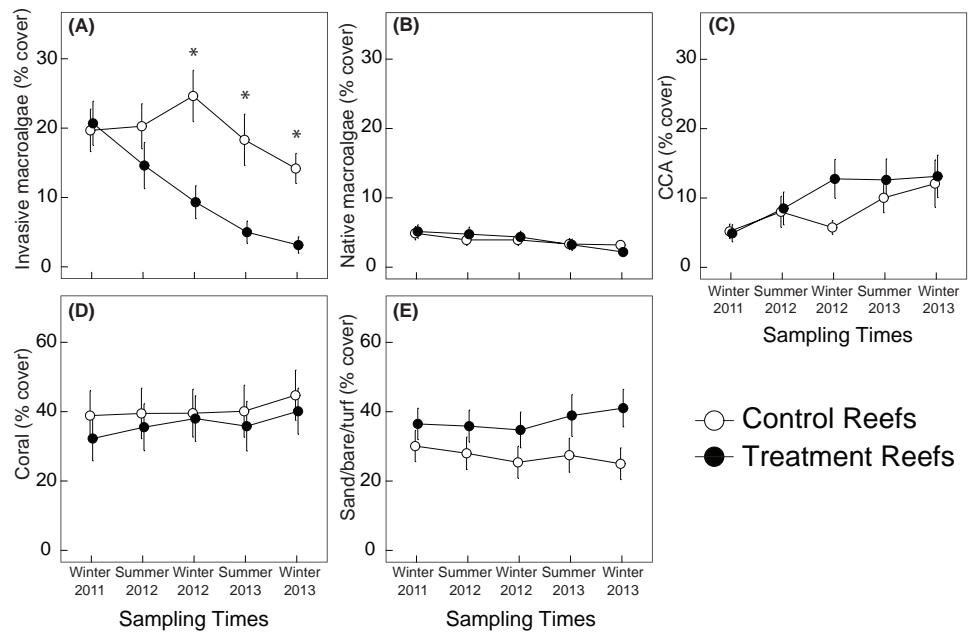 (A)
Invasive macroalgae (% cover)
30
20
10
0
*
*
*
(B)
Native macroalgae (% cover)
30
20
10
0
(C)
CCA (% cover)
30
20
10
0
Winter Summer Winter Summer Winter
2011 2012 2012 2013 2013
Sampling Times
(D)
Coral (% cover)
60
40
20
0
Winter Summer Winter Summer Winter
2011 2012 2012 2013 2013
Sampling Times
(E)
Sand/bare/turf (% cover)
60
40
20
0
Winter Summer Winter Summer Winter
2011 2012 2012 2013 2013
Sampling Times
Control Reefs
Treatment Reefs